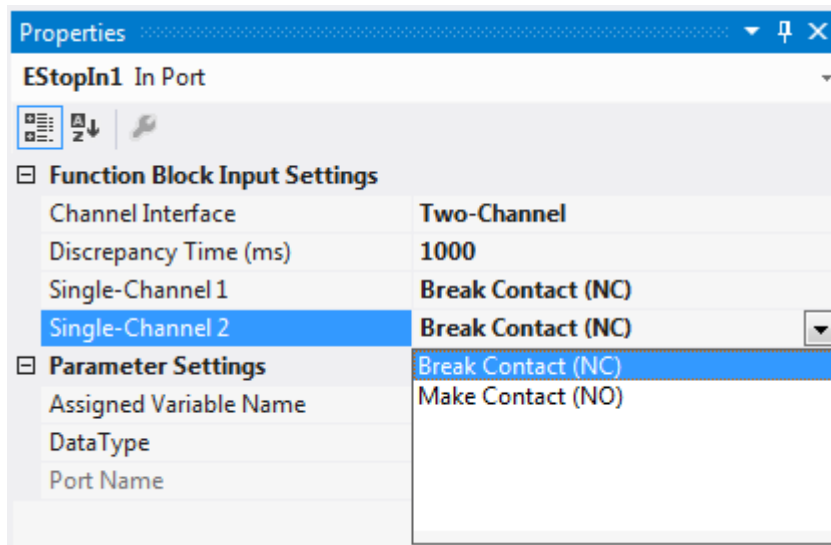 Properties
EStopIn1 In Port
Function Block Input Settings
Channel Interface Two-Channel
Discrepancy Time (ms) 1000
Single-Channel 1 Break Contact (NC)
Single-Channel 2 Break Contact (NC)
Parameter Settings Break Contact (NC)
Assigned Variable Name Make Contact (NO)
DataType
Port Name